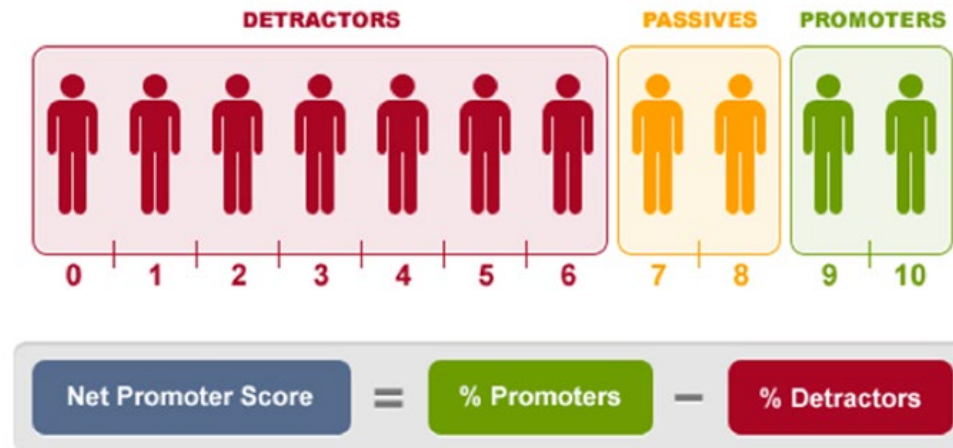 DETRACTORS PASSIVES PROMOTERS
0 1 2 3 4 5 6 7 8 9 10
Net Promoter Score = % Promoters − % Detractors